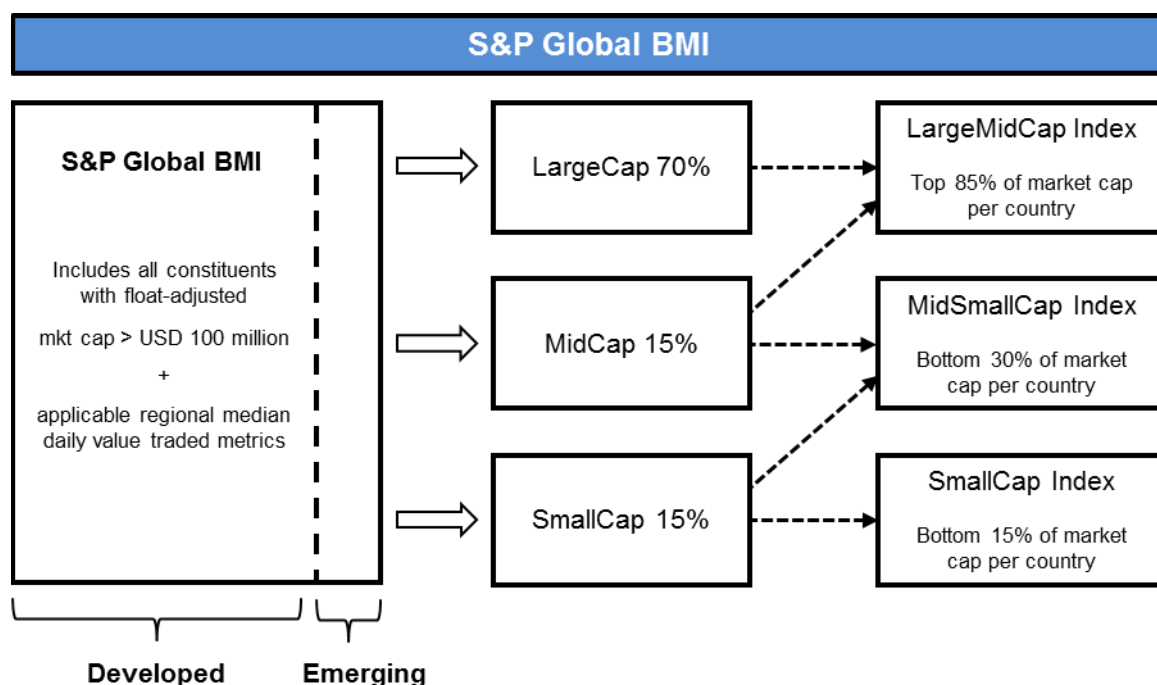 S&P Global BMI
S&P Global BMI
Includes all constituents
with float-adjusted
mkt cap > USD 100 million
+
applicable regional median
daily value traded metrics
Developed
Emerging
LargeCap 70%
MidCap 15%
SmallCap 15%
LargeMidCap Index
Top 85% of market cap
per country
MidSmallCap Index
Bottom 30% of market
cap per country
SmallCap Index
Bottom 15% of market
cap per country